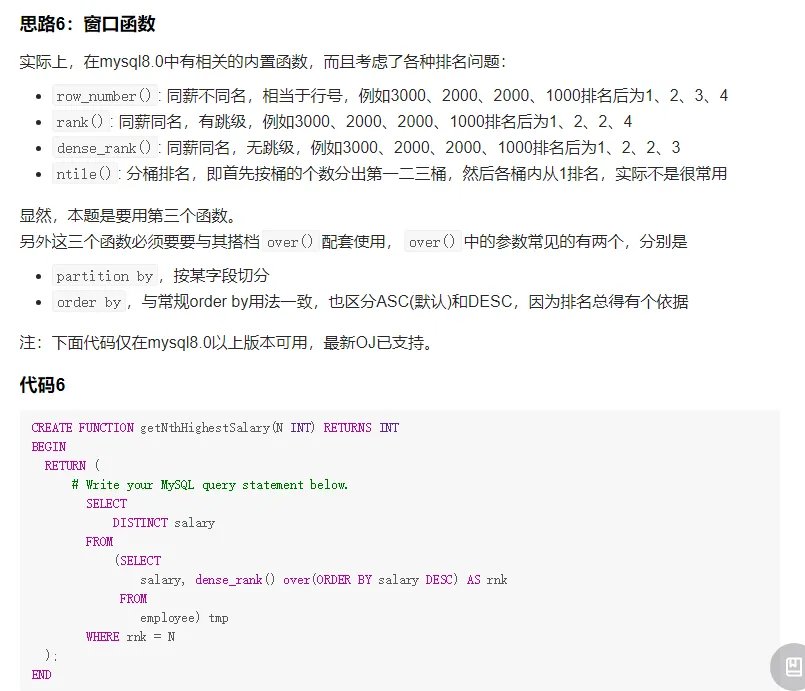 思路6：窗口函数
实际上，在mysql8.0中有相关的内置函数，而且考虑了各种排名问题：
row_number(): 同薪不同名，相当于行号，例如3000、2000、2000、1000排名后为1、2、3、4
rank(): 同薪同名，有跳级，例如3000、2000、2000、1000排名后为1、2、2、4
dense_rank(): 同薪同名，无跳级，例如3000、2000、2000、1000排名后为1、2、2、3
ntile(): 分桶排名，即首先按桶的个数分出第一二三桶，然后各桶内从1排名，实际不是很常用
显然，本题是要用第三个函数。
另外这三个函数必须要要与其搭档 over() 配套使用， over() 中的参数常见的有两个，分别是
partition by ，按某字段切分
order by ，与常规order by用法一致，也区分ASC(默认)和DESC，因为排名总得有个依据
注：下面代码仅在mysql8.0以上版本可用，最新OJ已支持。
代码6
CREATE FUNCTION getNthHighestSalary(N INT) RETURNS INT
BEGIN
RETURN (
# Write your MySQL query statement below.
SELECT
DISTINCT salary
FROM
(SELECT
salary, dense_rank() over(ORDER BY salary DESC) AS rnk
FROM
employee) tmp
WHERE rnk = N
);
END